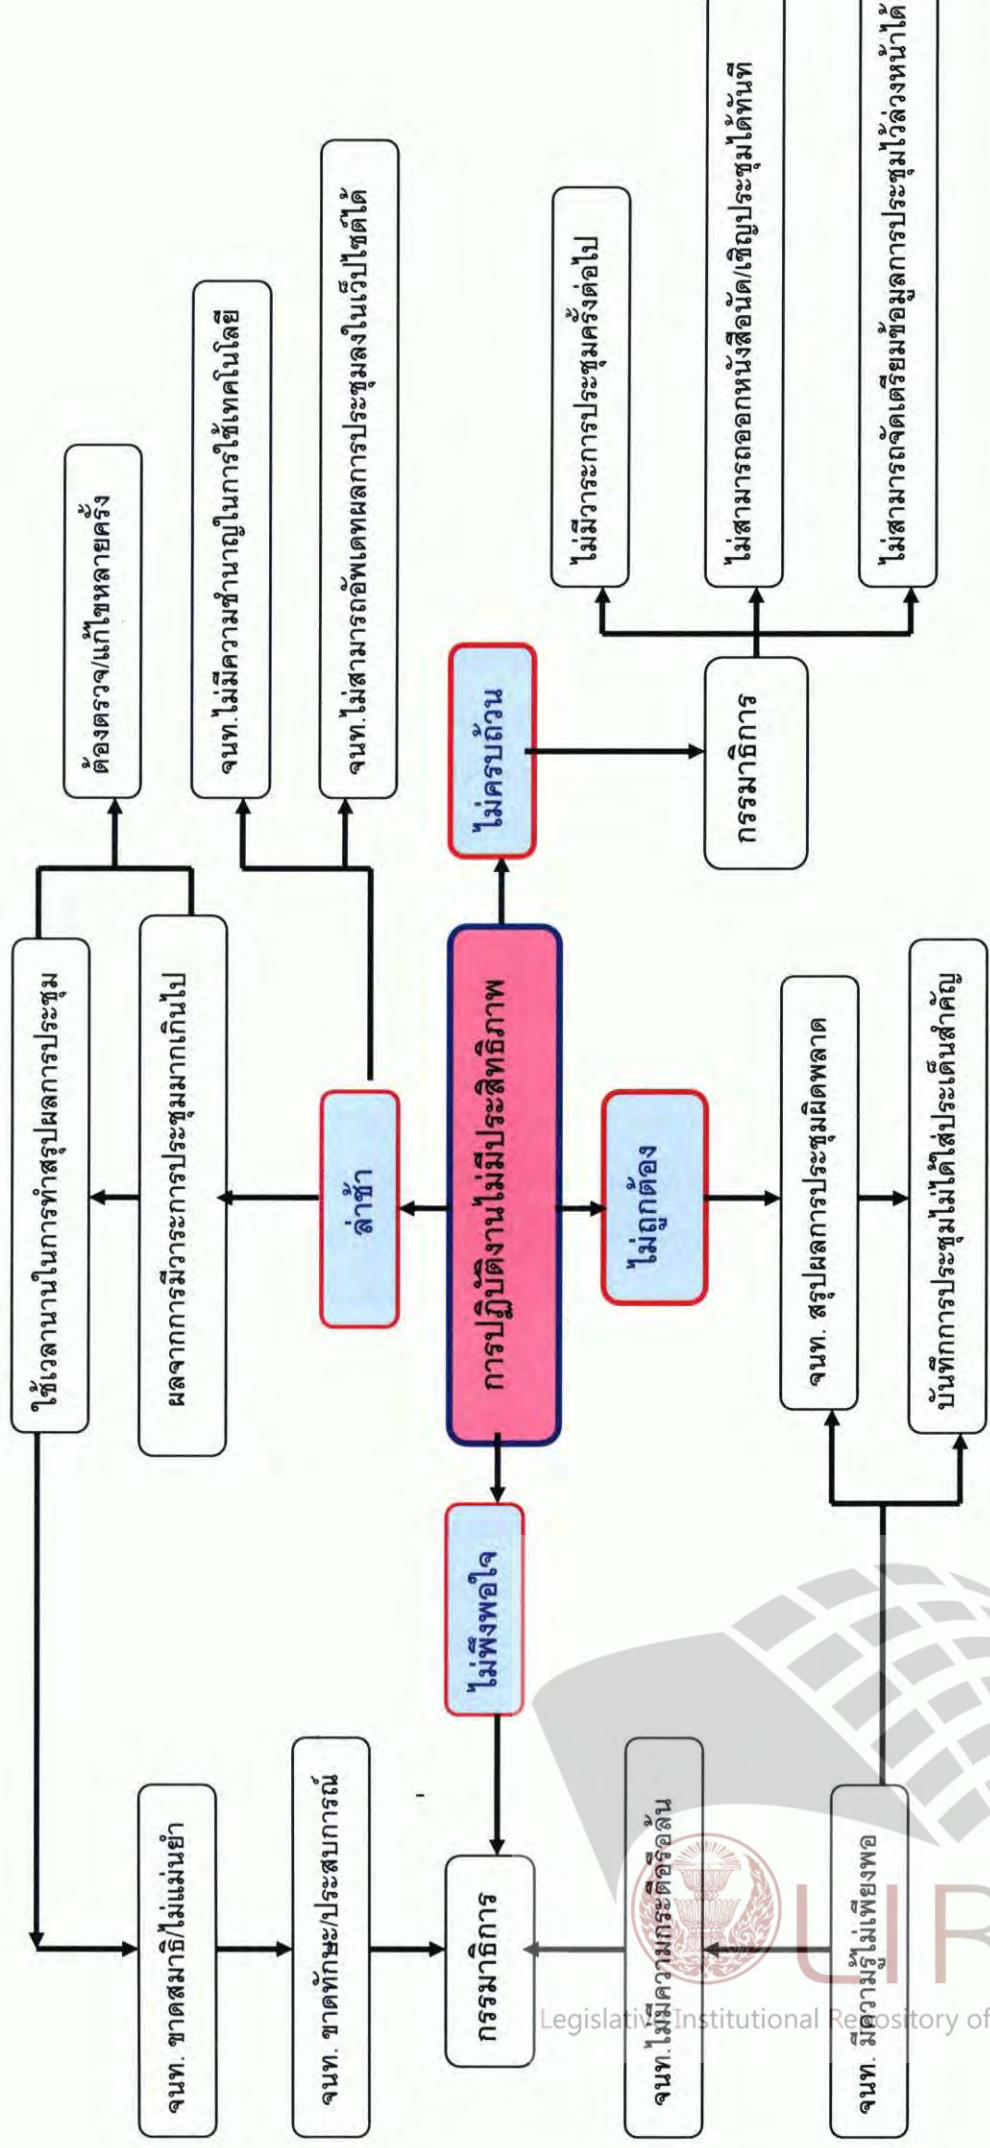 ใช้เวลานานในการทำสรุปผลการประชุม
ต้องตรวจ/แก้ไขหลายครั้ง
ผลจากการมีวาระการประชุมมากเกินไป
จนท. ขาดสมาธิ/ไม่แม่นยำ
จนท.ไม่มีความชำนาญในการใช้เทคโนโลยี
จนท. ขาดทักษะ/ประสบการณ์
ล่าช้า
จนท.ไม่สามารถอัพเดทผลการประชุมลงในเว็ปไซต์ได้
กรรมาธิการ
ไม่พึงพอใจ
การปฏิบัติงานไม่มีประสิทธิภาพ
ไม่ครบถ้วน
ไม่มีวาระการประชุมครั้งต่อไป
จนท.ไม่มีความกระตือรือล้น
ไม่ถูกต้อง
กรรมาธิการ
ไม่สามารถออกหนังสือนัด/เชิญประชุมได้ทันที
จนท. มีความรู้ไม่เพียงพอ
จนท. สรุปผลการประชุมผิดพลาด
ไม่สามารถจัดเตรียมข้อมูลการประชุมไว้ล่วงหน้าได้
บันทึกการประชุมไม่ได้ใส่ประเด็นสำคัญ
LIR
Legislative Institutional Repository of